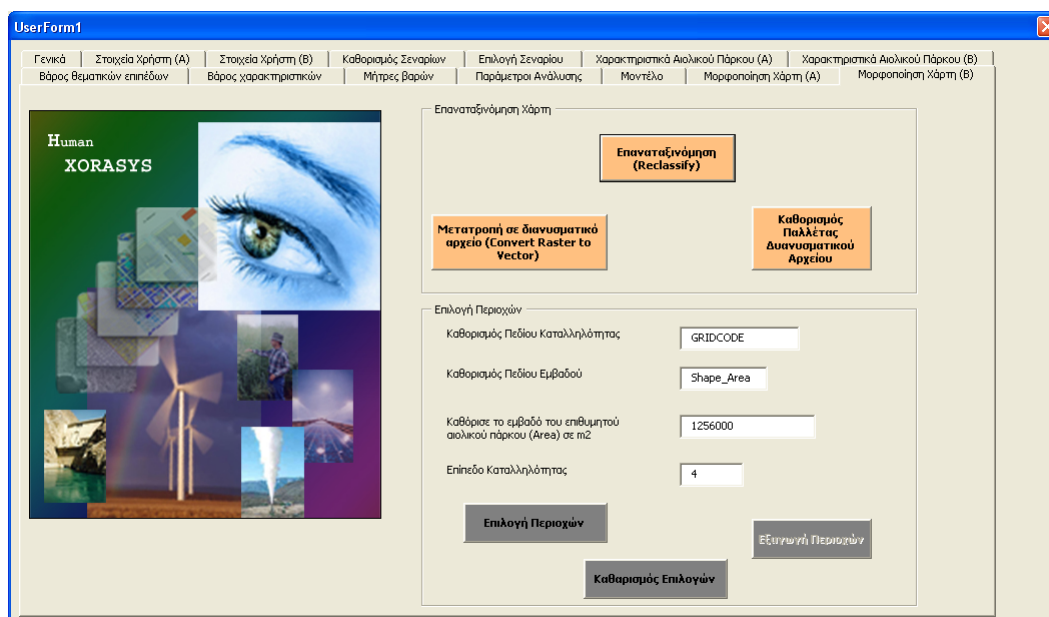 UserForm1
Γενικά
Στοιχεία Χρήστη (Α)
Στοιχεία Χρήστη (Β)
Καθορισμός Σεναρίων
Επιλογή Σεναρίου
Χαρακτηριστικά Αιολικού Πάρκου (Α)
Χαρακτηριστικά Αιολικού Πάρκου (Β)
Βάρος θεματικών επιπέδων
Βάρος χαρακτηριστικών
Μήτρες βαρών
Παράμετροι Ανάλυσης
Μοντέλο
Μορφοποίηση Χάρτη (Α)
Μορφοποίηση Χάρτη (Β)
Human
XORASYS
Επαναταξινόμηση Χάρτη
Επαναταξινόμηση
(Reclassify)
Μετατροπή σε διανυσματικό
αρχείο (Convert Raster to
Vector)
Καθορισμός
Παλλέτας
Δυανυσματικού
Αρχείου
Επιλογή Περιοχών
Καθορισμός Πεδίου Καταλληλότητας
GRIDCODE
Καθορισμός Πεδίου Εμβαδού
Shape_Area
Καθόρισε το εμβαδό του επιθυμητού
αιολικού πάρκου (Area) σε m2
1256000
Επίπεδο Καταλληλότητας
4
Επιλογή Περιοχών
Εξαγωγή Περιοχών
Καθαρισμός Επιλογών